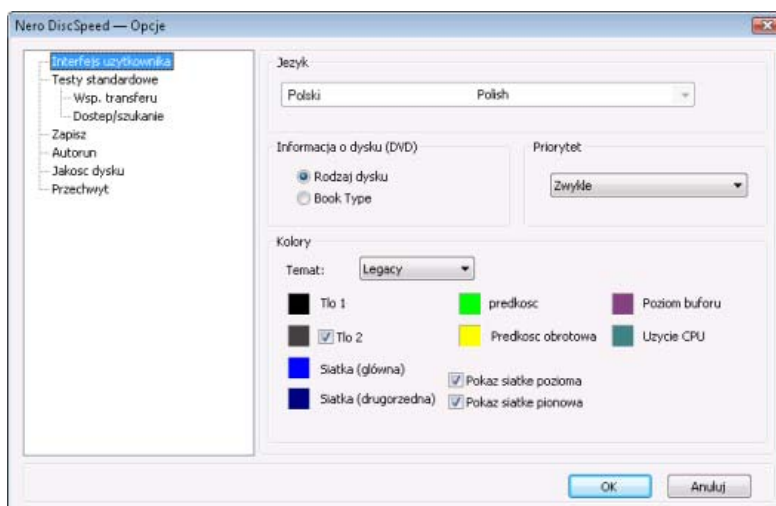 Nero DiscSpeed — Opcje
Interfejs uzytkownika
Testy standardowe
Wsp. transferu
Dostep/szukanie
Zapisz
Autorun
Jakosc dysku
Przechwyt
Jezyk
Polski Polish
Informacja o dysku (DVD)
Rodzaj dysku
Book Type
Priorytet
Zwykle
Kolory
Temat: Legacy
Tlo 1 predkosc Poziom buforu
Tlo 2 Predkosc obrotowa Uzycie CPU
Siatka (glówna)
Pokaz siatke pozioma
Siatka (drugorzedna) Pokaz siatke pionowa
OK Anuluj